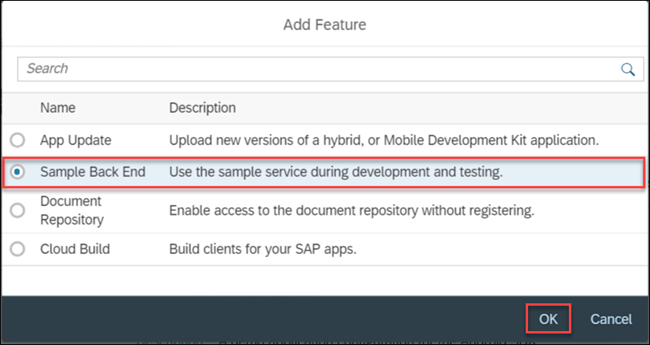 Add Feature
Search
Name Description
App Update Upload new versions of a hybrid, or Mobile Development Kit application.
Sample Back End Use the sample service during development and testing.
Document
Repository Enable access to the document repository without registering.
Cloud Build Build clients for your SAP apps.
OK Cancel